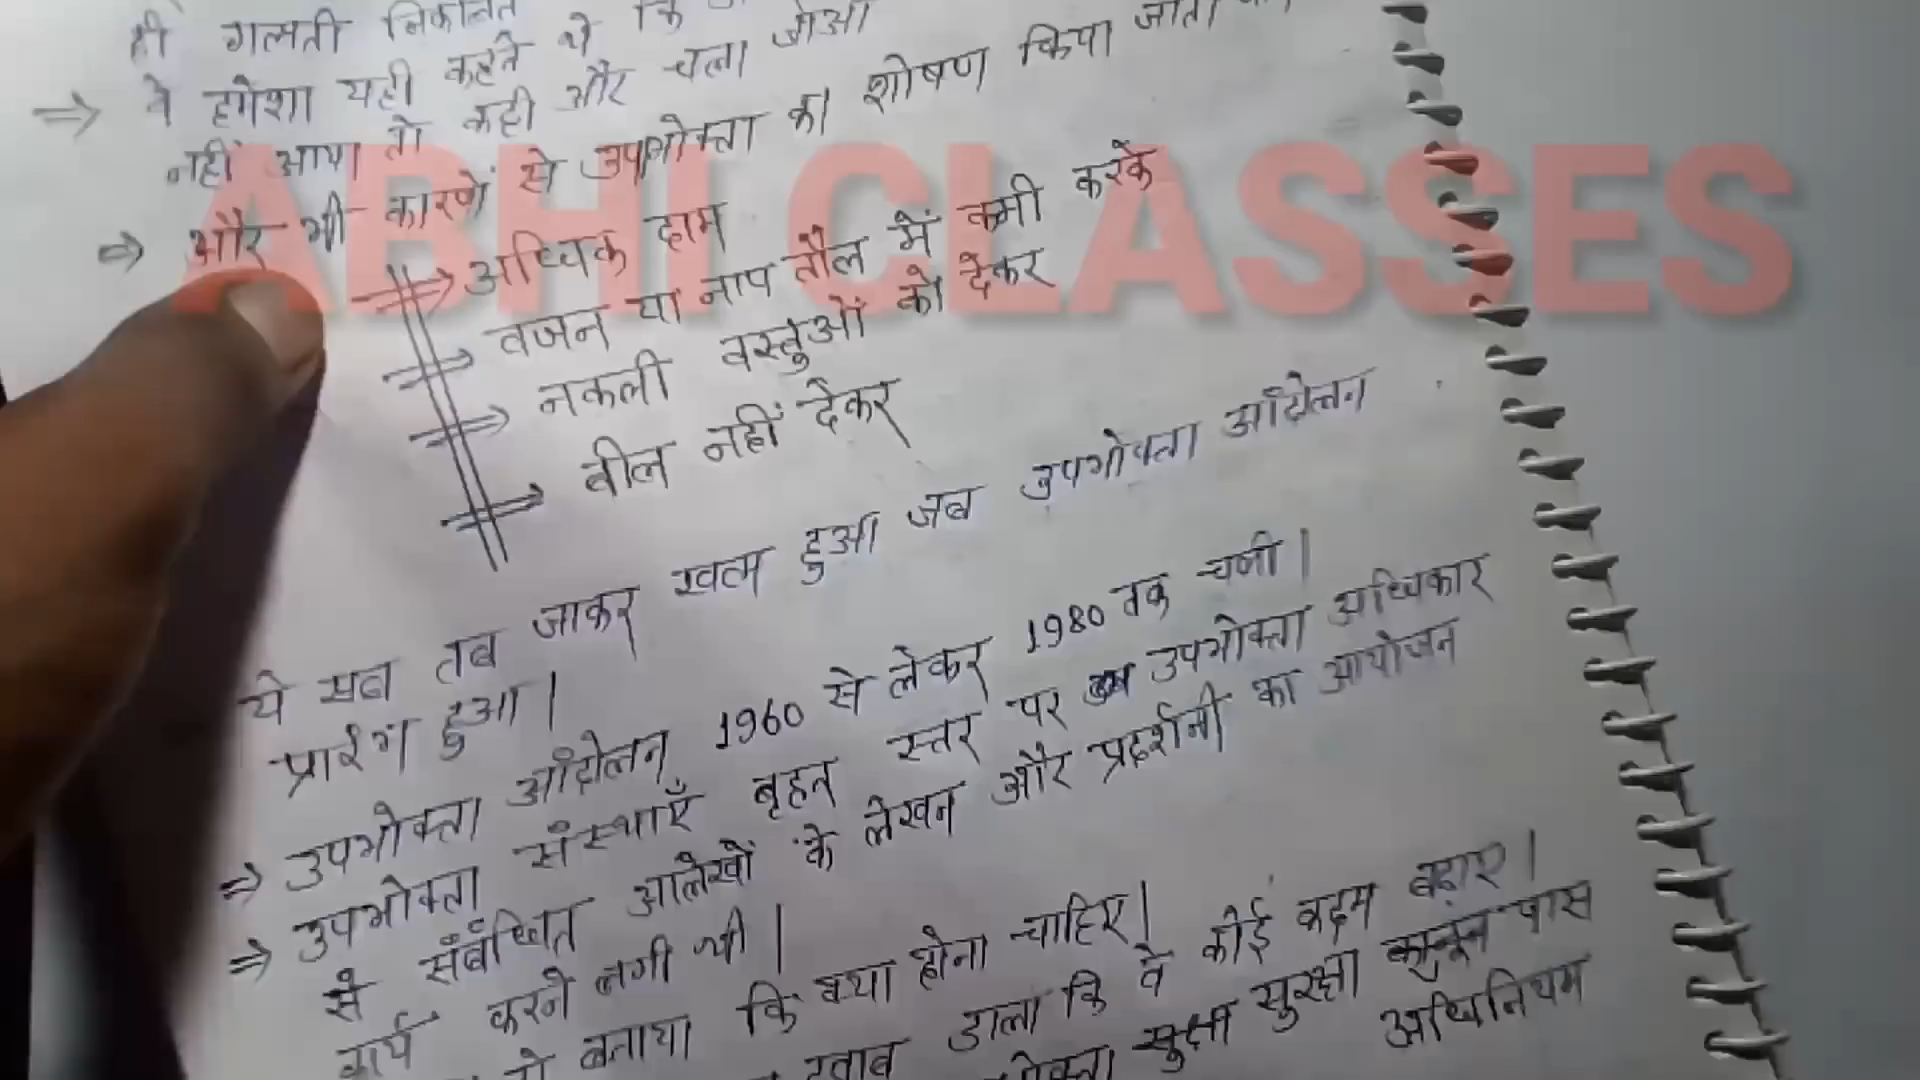 ही गलती निकालते
⇒ वे हमेशा यही कहते थे कि
नहीं आया तो कही और चला जाओ
⇒ और भी कारणों से उपभोक्ता का शोषण किया जाता
ABHI CLASSES
⇒ अधिक दाम
⇒ वजन या नाप तौल में कमी करके
⇒ नकली वस्तुओं को देकर
⇒ बील नहीं देकर
ये सब तब जाकर खत्म हुआ जब उपभोक्ता आंदोलन
प्रारंभ हुआ।
⇒ उपभोक्ता आंदोलन 1960 से लेकर 1980 तक चली।
⇒ उपभोक्ता संस्थाएँ बृहत स्तर पर उपभोक्ता अधिकार
से संबंधित आलेखों के लेखन और प्रदर्शनी का आयोजन
कार्य करने लगी थी।
ने बताया कि क्या होना चाहिए।
दबाव डाला कि वे कोई कदम बढ़ाए।
सुरक्षा कानून पास
अधिनियम